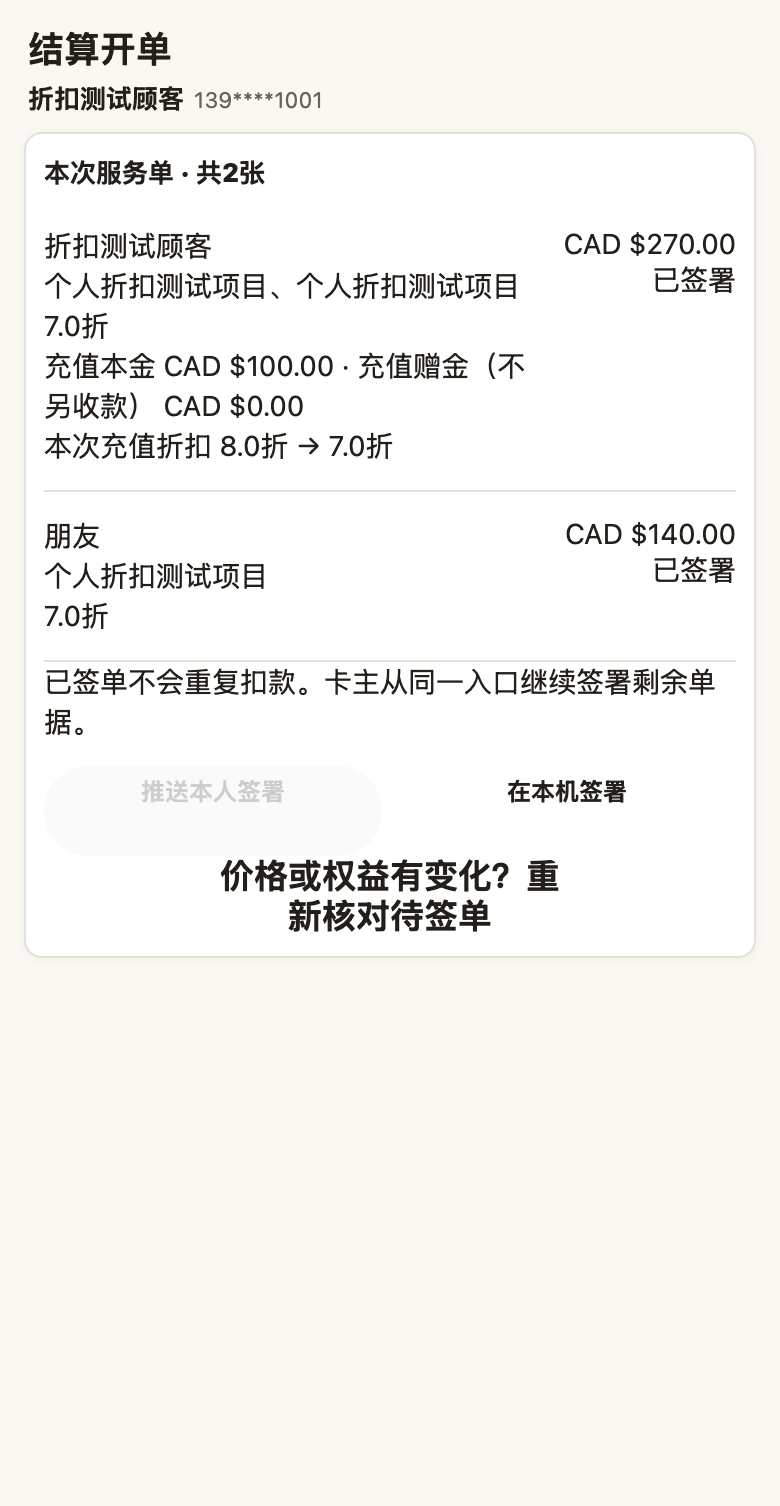 结算开单
折扣测试顾客 139****1001
本次服务单 · 共2张
折扣测试顾客 CAD $270.00
个人折扣测试项目、个人折扣测试项目 已签署
7.0折
充值本金 CAD $100.00 · 充值赠金（不
另收款） CAD $0.00
本次充值折扣 8.0折 → 7.0折
朋友 CAD $140.00
个人折扣测试项目 已签署
7.0折
已签单不会重复扣款。卡主从同一入口继续签署剩余单
据。
推送本人签署 在本机签署
价格或权益有变化？重
新核对待签单